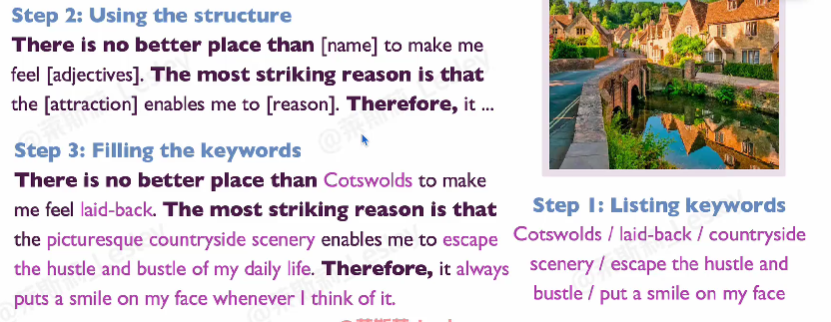 Step 2: Using the structure
There is no better place than [name] to make me
feel [adjectives]. The most striking reason is that
the [attraction] enables me to [reason]. Therefore, it ...
Step 3: Filling the keywords
There is no better place than Cotswolds to make
me feel laid-back. The most striking reason is that
the picturesque countryside scenery enables me to escape
the hustle and bustle of my daily life. Therefore, it always
puts a smile on my face whenever I think of it.
Step 1: Listing keywords
Cotswolds / laid-back / countryside
scenery / escape the hustle and
bustle / put a smile on my face